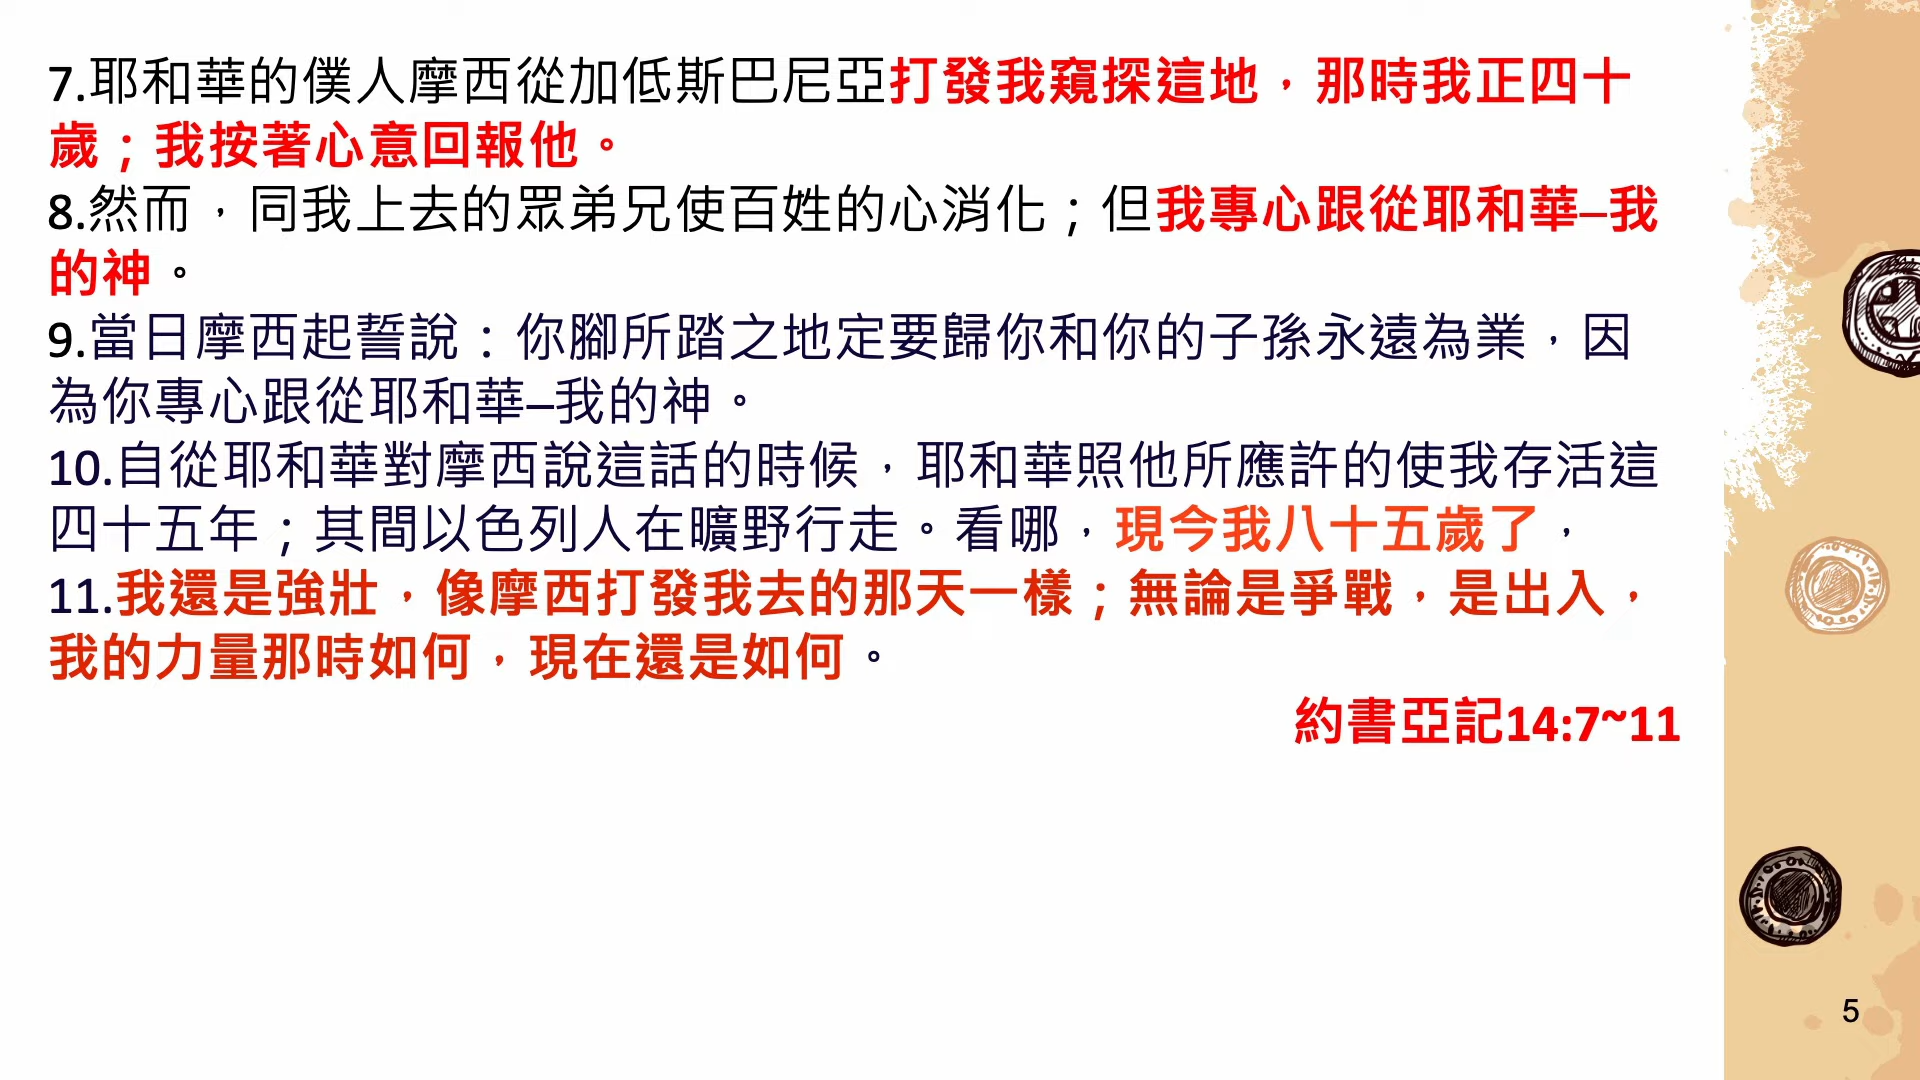 7.耶和華的僕人摩西從加低斯巴尼亞打發我窺探這地，那時我正四十
歲；我按著心意回報他。
8.然而，同我上去的眾弟兄使百姓的心消化；但我專心跟從耶和華─我
的神。
9.當日摩西起誓說：你腳所踏之地定要歸你和你的子孫永遠為業，因
為你專心跟從耶和華─我的神。
10.自從耶和華對摩西說這話的時候，耶和華照他所應許的使我存活這
四十五年；其間以色列人在曠野行走。看哪，現今我八十五歲了，
11.我還是強壯，像摩西打發我去的那天一樣；無論是爭戰，是出入，
我的力量那時如何，現在還是如何。
約書亞記14:7~11
5